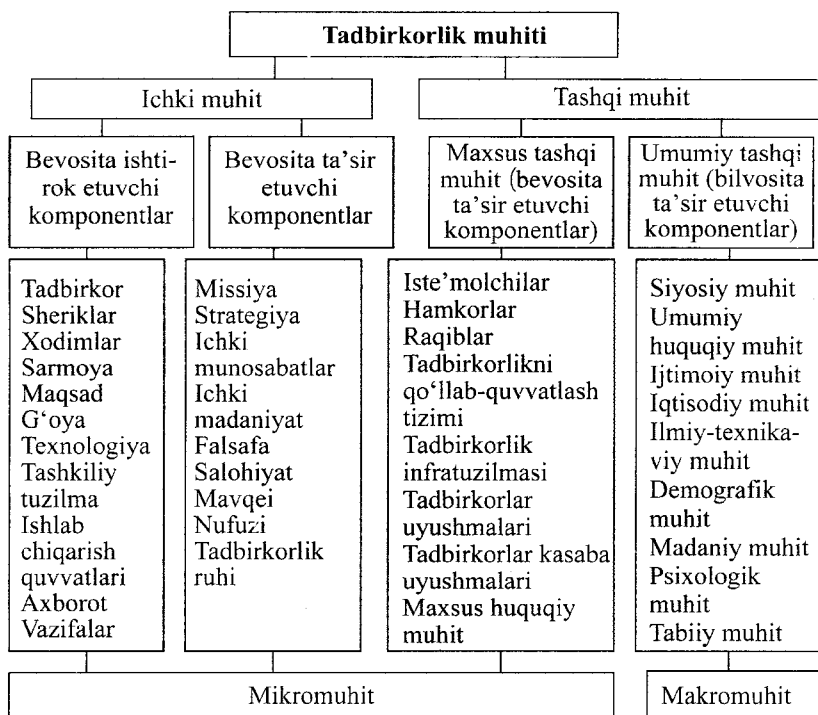 Tadbirkorlik muhiti
Ichki muhit
Tashqi muhit
Bevosita ishti-
rok etuvchi
komponentlar
Bevosita ta’sir
etuvchi
komponentlar
Maxsus tashqi
muhit (bevosita
ta’sir etuvchi
komponentlar)
Umumiy tashqi
muhit (bilvosita
ta’sir etuvchi
komponentlar)
Tadbirkor
Sheriklar
Xodimlar
Sarmoya
Maqsad
G‘oya
Texnologiya
Tashkiliy
tuzilma
Ishlab
chiqarish
quvvatlari
Axborot
Vazifalar
Missiya
Strategiya
Ichki
munosabatlar
Ichki
madaniyat
Falsafa
Salohiyat
Mavqei
Nufuzi
Tadbirkorlik
ruhi
Iste’molchilar
Hamkorlar
Raqiblar
Tadbirkorlikni
qo‘llab-quvvatlash
tizimi
Tadbirkorlik
infratuzilmasi
Tadbirkorlar
uyushmalari
Tadbirkorlar kasaba
uyushmalari
Maxsus huquqiy
muhit
Siyosiy muhit
Umumiy
huquqiy muhit
Ijtimoiy muhit
Iqtisodiy muhit
Ilmiy-texnika-
viy muhit
Demografik
muhit
Madaniy muhit
Psixologik
muhit
Tabiiy muhit
Mikromuhit
Makromuhit